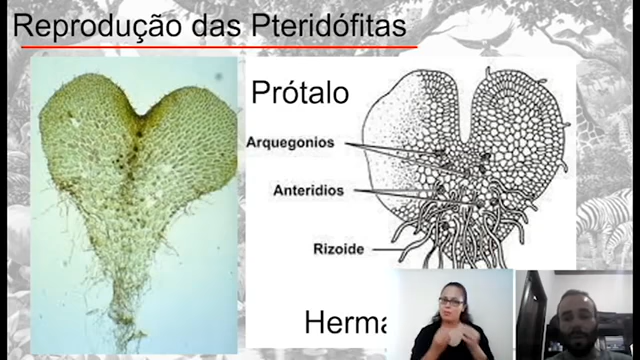 Reprodução das Pteridófitas
Prótalo
Arquegonios
Anteridios
Rizoide
Herma